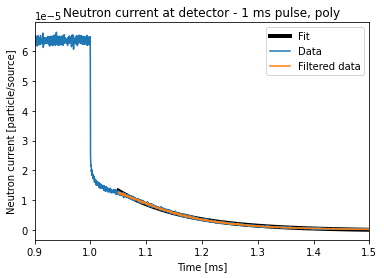 Neutron current at detector - 1 ms pulse, poly
1e-5
Fit
Data
Filtered data
Neutron current [particle/source]
6
5
4
3
2
1
0
0.9 1.0 1.1 1.2 1.3 1.4 1.5
Time [ms]